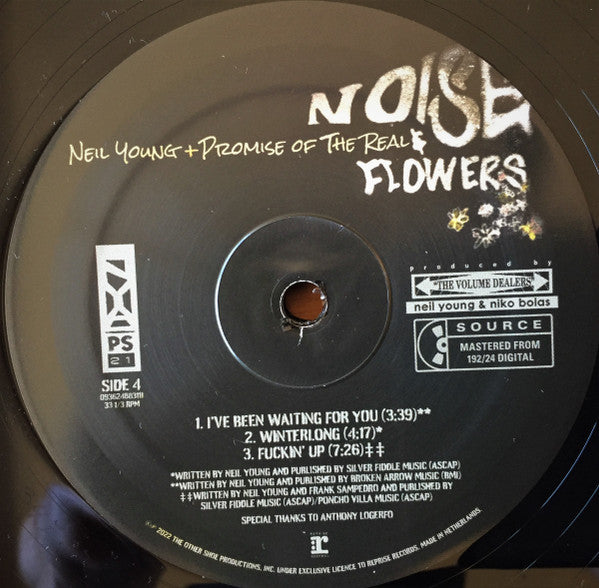 NOISE
&
FLOWERS
NEIL YOUNG + PROMISE OF THE REAL
NYA
PS
21
SIDE 4
093624883111
33 1/3 RPM
produced by
"THE VOLUME DEALERS"
neil young & niko bolas
SOURCE
MASTERED FROM
192/24 DIGITAL
1. I'VE BEEN WAITING FOR YOU (3:39)**
2. WINTERLONG (4:17)*
3. FUCKIN' UP (7:26)‡‡
*WRITTEN BY NEIL YOUNG AND PUBLISHED BY SILVER FIDDLE MUSIC (ASCAP)
**WRITTEN BY NEIL YOUNG AND PUBLISHED BY BROKEN ARROW MUSIC (BMI)
‡‡WRITTEN BY NEIL YOUNG AND FRANK SAMPEDRO AND PUBLISHED BY
SILVER FIDDLE MUSIC (ASCAP)/PONCHO VILLA MUSIC (ASCAP)
SPECIAL THANKS TO ANTHONY LOGERFO
r
℗© 2022 THE OTHER SHOE PRODUCTIONS, INC. UNDER EXCLUSIVE LICENCE TO REPRISE RECORDS. MADE IN NETHERLANDS